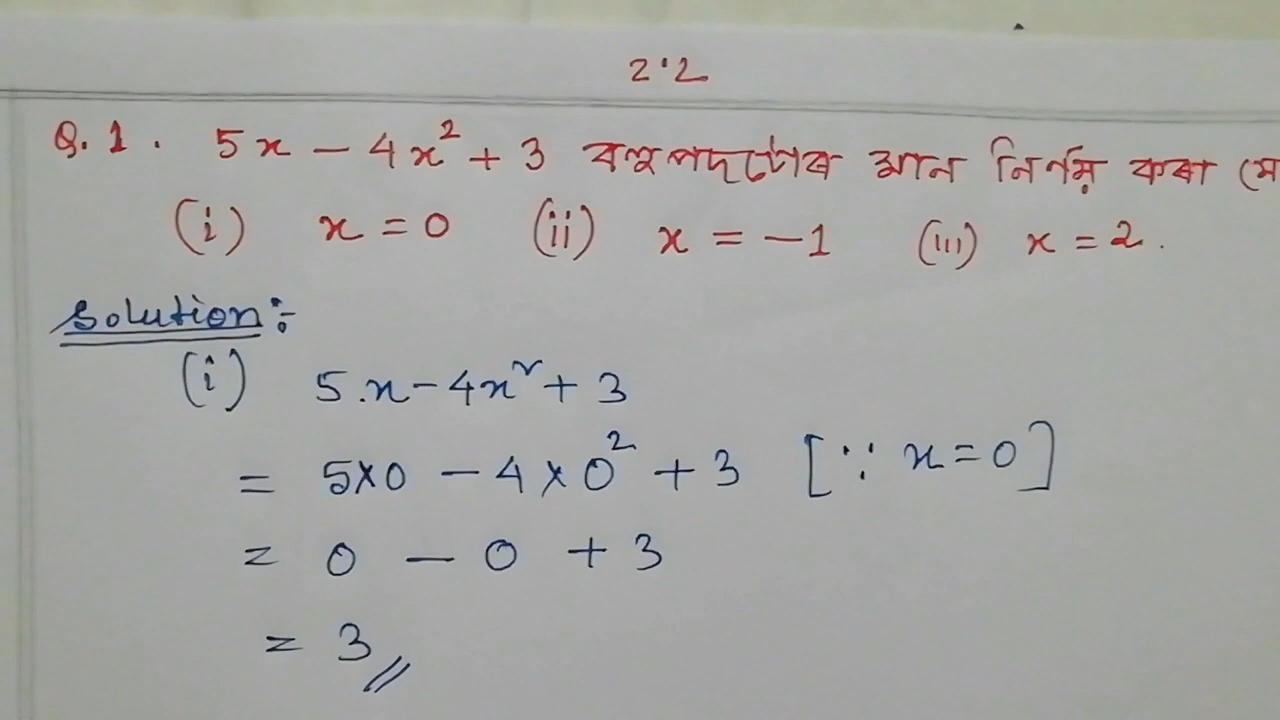 2.2
Q. 1. 5x - 4x² + 3 বহুপদটোৰ মান নিৰ্ণয় কৰা
(i) x = 0 (ii) x = -1 (iii) x = 2.
Solution:-
(i) 5.x - 4x² + 3
= 5×0 - 4×0² + 3 [∵ x = 0]
= 0 - 0 + 3
= 3//